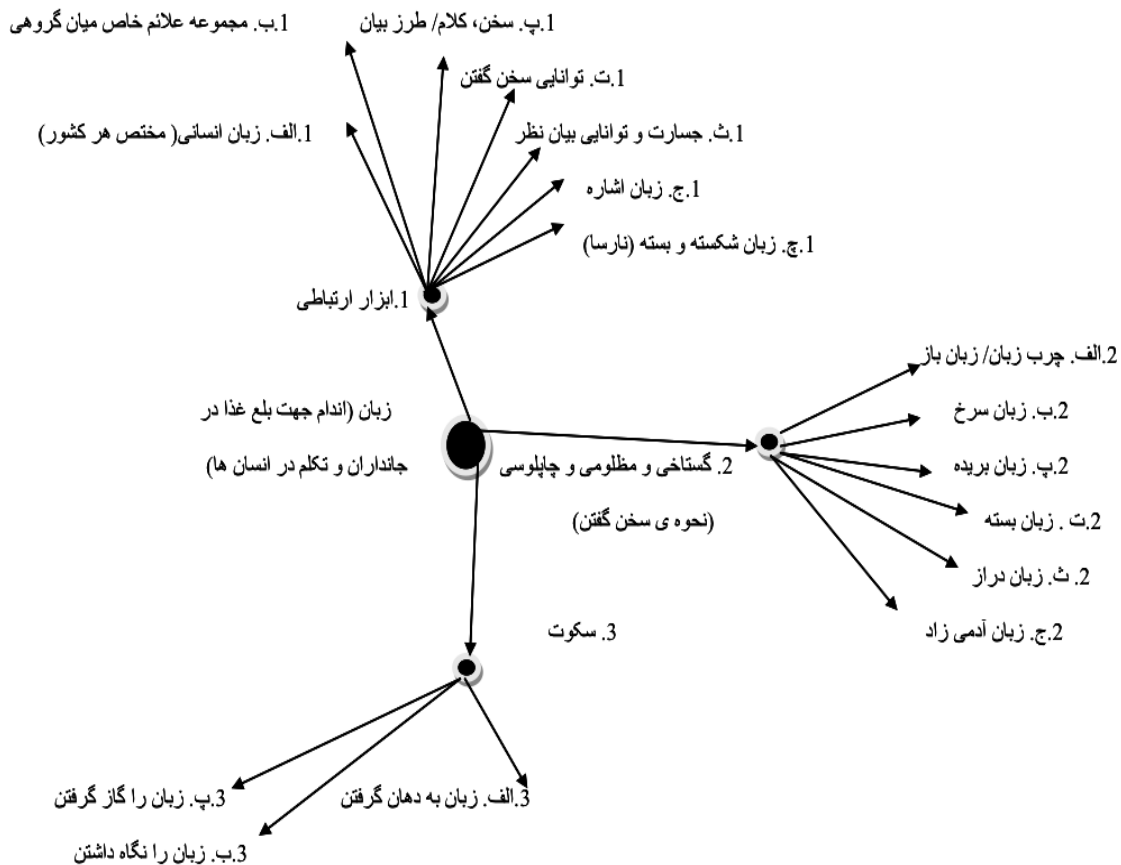 1.ب. مجموعه علائم خاص میان گروهی
1.پ. سخن، کلام/ طرز بیان
1.ت. توانایی سخن گفتن
1.الف. زبان انسانی( مختص هر کشور)
1.ث. جسارت و توانایی بیان نظر
1.ج. زبان اشاره
1.چ. زبان شکسته و بسته (نارسا)
1.ابزار ارتباطی
2.الف. چرب زبان/ زبان باز
زبان (اندام جهت بلع غذا در
جانداران و تکلم در انسان ها)
2. گستاخی و مظلومی و چاپلوسی
(نحوه ی سخن گفتن)
2.ب. زبان سرخ
2.پ. زبان بریده
2.ت . زبان بسته
2. ث. زبان دراز
2.ج. زبان آدمی زاد
3. سکوت
3.الف. زبان به دهان گرفتن
3.پ. زبان را گاز گرفتن
3.ب. زبان را نگاه داشتن